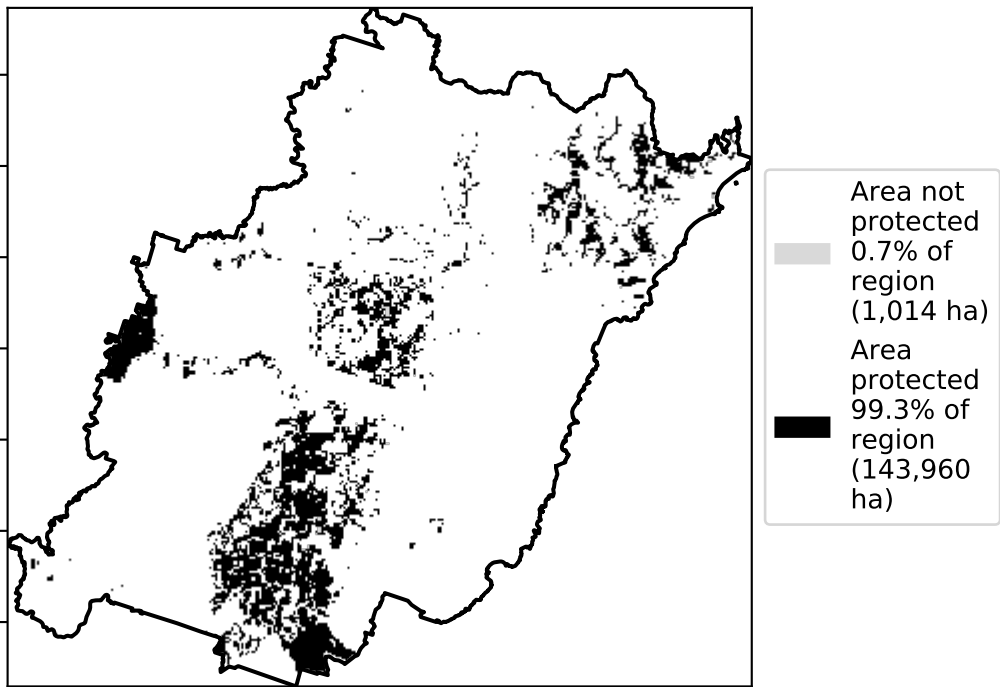 Area not
protected
0.7% of
region
(1,014 ha)
Area
protected
99.3% of
region
(143,960
ha)